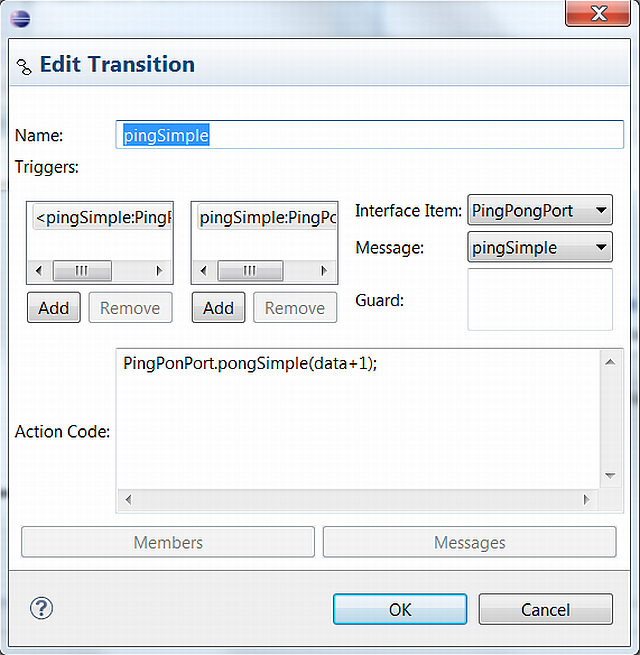 Edit Transition
Name:
pingSimple
Triggers:
<pingSimple:PingF
pingSimple:PingPo
Interface Item:
PingPongPort
Message:
pingSimple
Add
Remove
Add
Remove
Guard:
PingPonPort.pongSimple(data+1);
Action Code:
Members
Messages
OK
Cancel